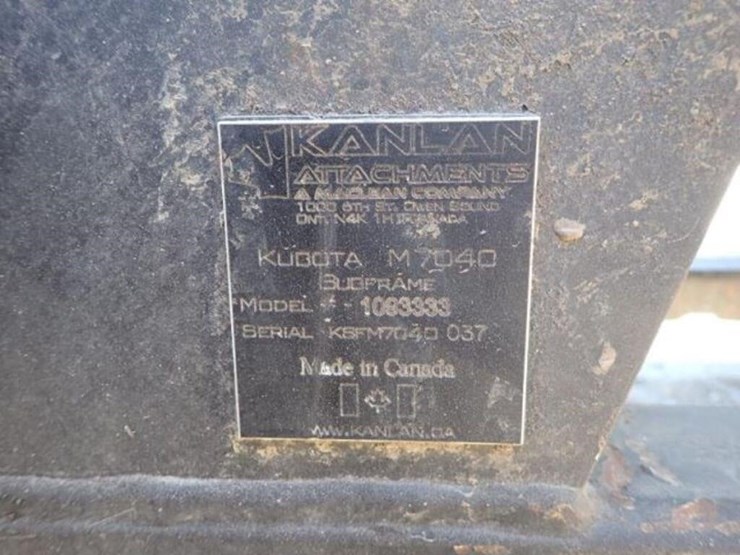 KANLAN
ATTACHMENTS
A MACLEAN COMPANY
1000 6TH ST. OWEN SOUND
ONT. N4K 1H1 CANADA
KUBOTA M7040
SUBFRAME
MODEL - 1093333
SERIAL KSFM7040 037
Made in Canada
WWW.KANLAN.CA